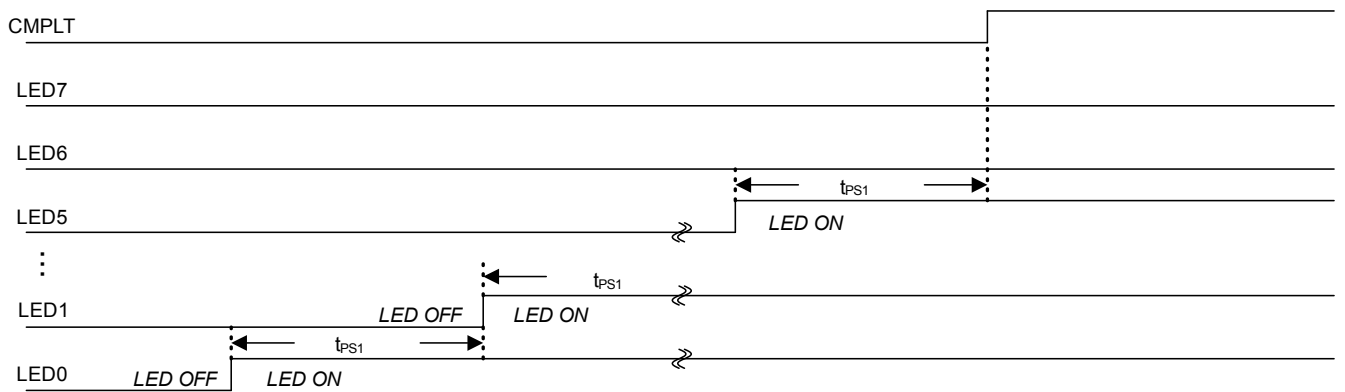 CMPLT
LED7
LED6
tPS1
LED5
LED ON
⋮
tPS1
LED1
LED OFF LED ON
tPS1
LED0
LED OFF LED ON